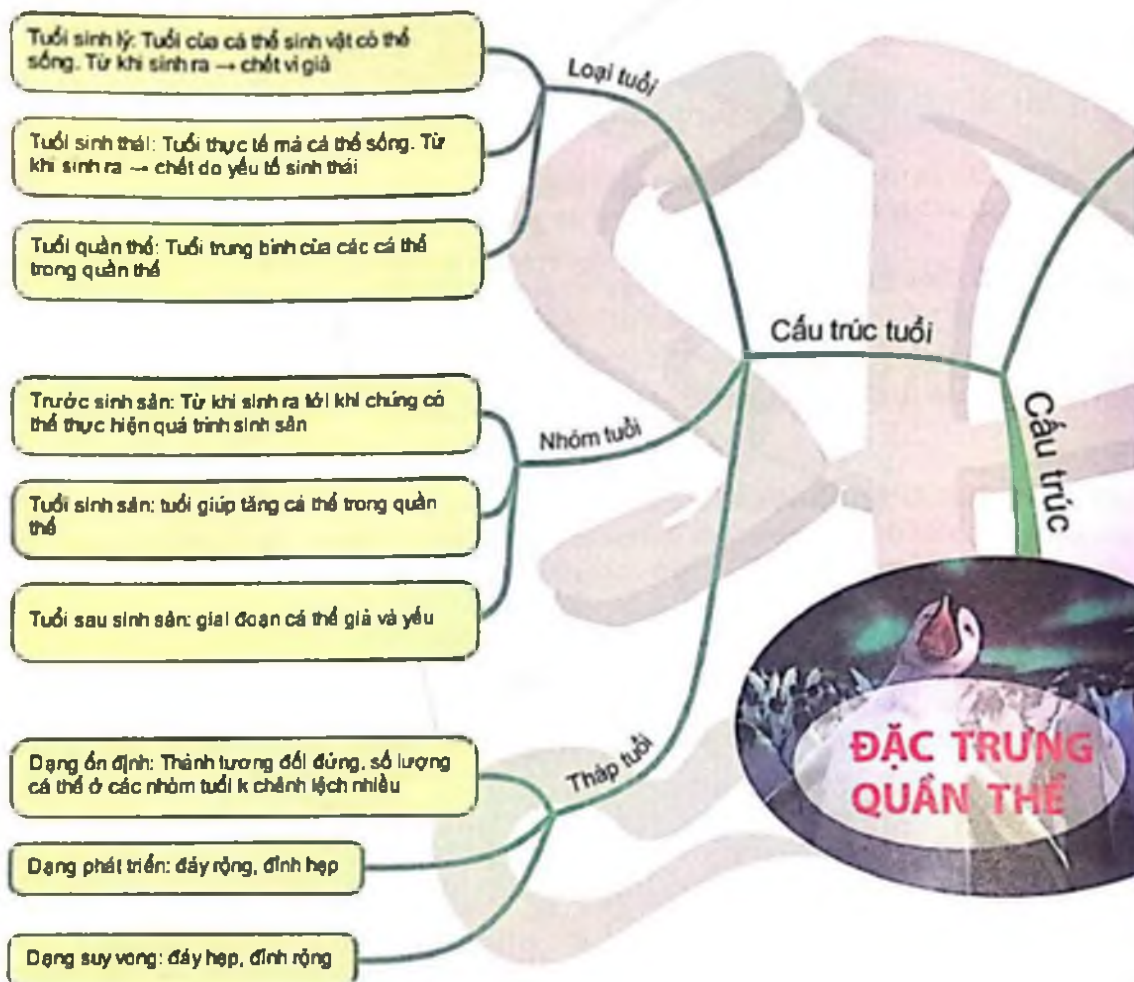 Tuổi sinh lý: Tuổi của cá thể sinh vật có thể
sống. Từ khi sinh ra → chết vì già
Loại tuổi
Tuổi sinh thái: Tuổi thực tế mà cá thể sống. Từ
khi sinh ra → chết do yếu tố sinh thái
Tuổi quần thể: Tuổi trung bình của các cá thể
trong quần thể
Cấu trúc tuổi
Trước sinh sản: Từ khi sinh ra tới khi chúng có
thể thực hiện quá trình sinh sản
Nhóm tuổi
Cấu trúc
Tuổi sinh sản: tuổi giúp tăng cá thể trong quần
thể
Tuổi sau sinh sản: giai đoạn cá thể già và yếu
Dạng ổn định: Thành tương đối đứng, số lượng
cá thể ở các nhóm tuổi k chênh lệch nhiều
Tháp tuổi
ĐẶC TRƯNG
QUẦN THỂ
Dạng phát triển: đáy rộng, đỉnh hẹp
Dạng suy vong: đáy hẹp, đỉnh rộng